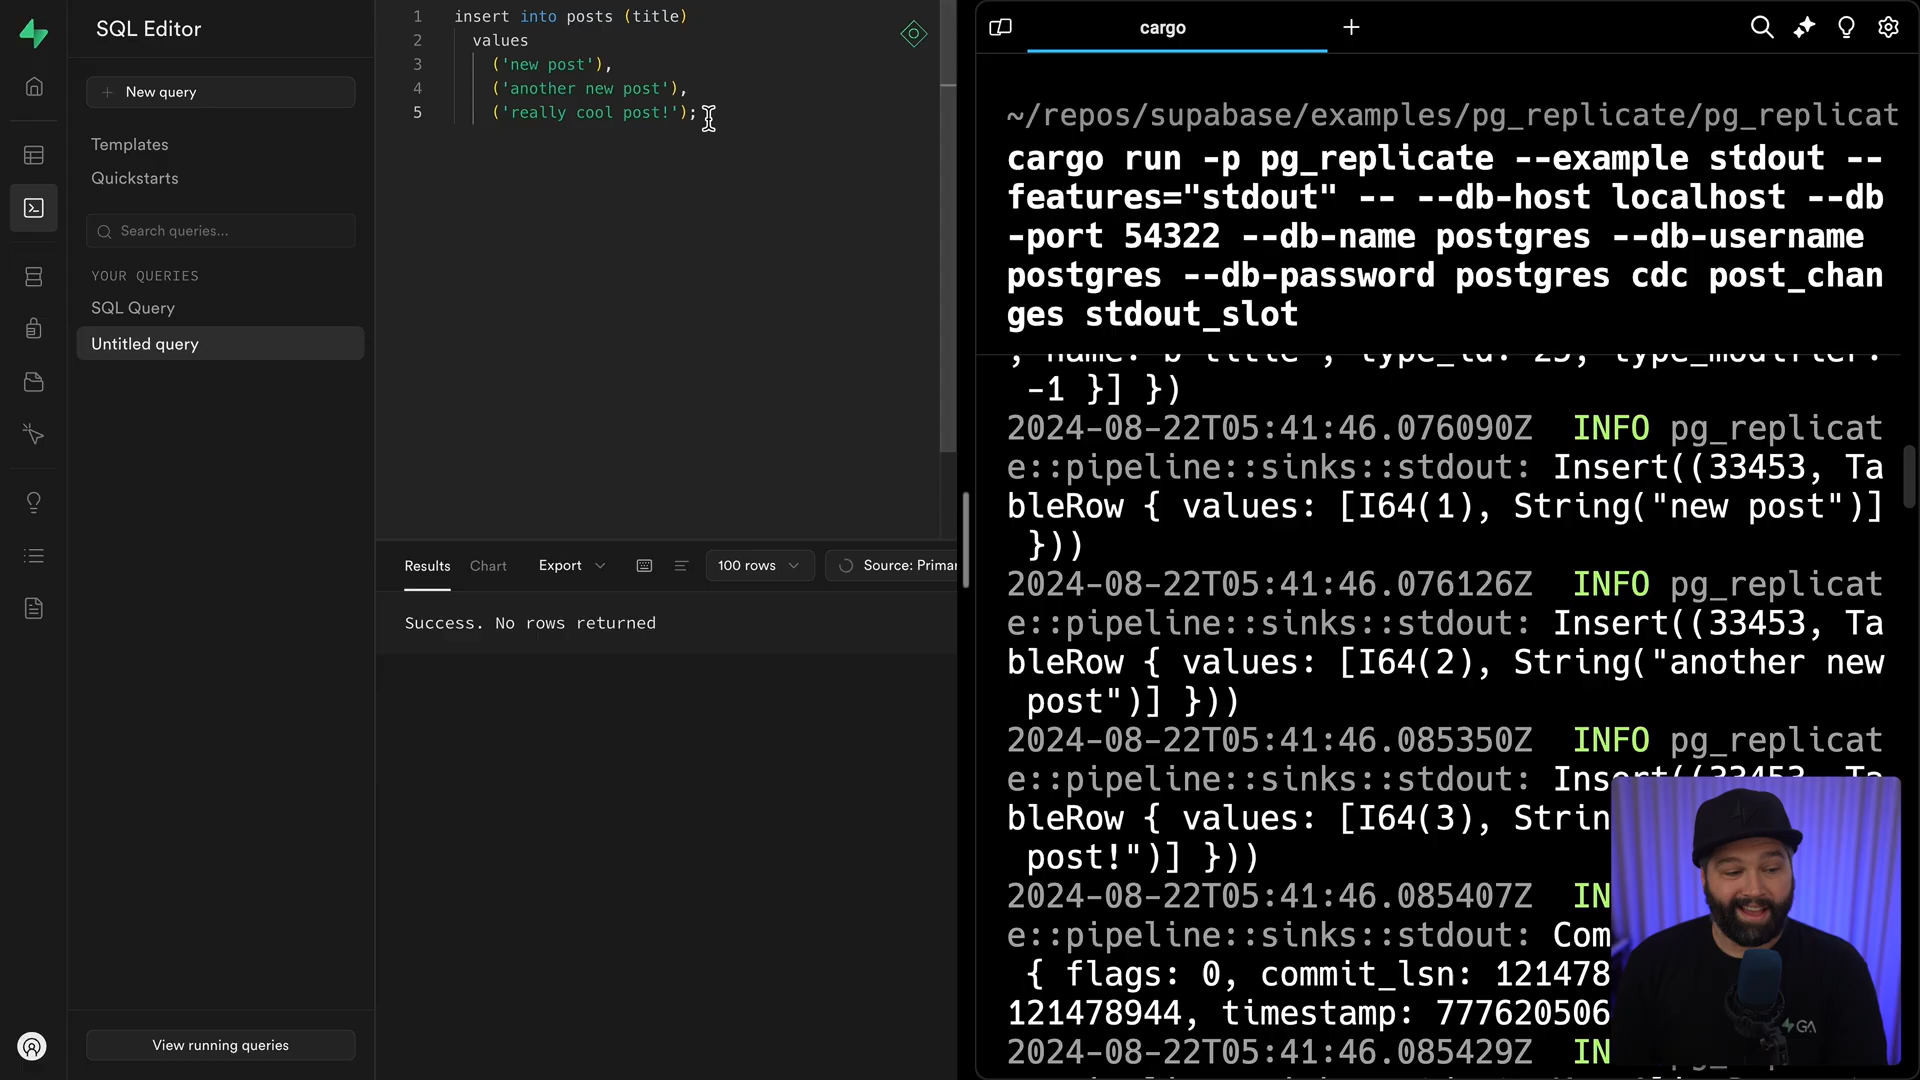 SQL Editor
New query
Templates
Quickstarts
Search queries...
YOUR QUERIES
SQL Query
Untitled query
View running queries
1 insert into posts (title)
2 values
3 ('new post'),
4 ('another new post'),
5 ('really cool post!');
Results Chart Export 100 rows Source: Primar
Success. No rows returned
cargo
~/repos/supabase/examples/pg_replicate/pg_replicat
cargo run -p pg_replicate --example stdout --
features="stdout" -- --db-host localhost --db
-port 54322 --db-name postgres --db-username
postgres --db-password postgres cdc post_chan
ges stdout_slot
-1 }] })
2024-08-22T05:41:46.076090Z INFO pg_replicat
e::pipeline::sinks::stdout: Insert((33453, Ta
bleRow { values: [I64(1), String("new post")]
}))
2024-08-22T05:41:46.076126Z INFO pg_replicat
e::pipeline::sinks::stdout: Insert((33453, Ta
bleRow { values: [I64(2), String("another new
post")] }))
2024-08-22T05:41:46.085350Z INFO pg_replicat
e::pipeline::sinks::stdout: Insert((33453, Ta
bleRow { values: [I64(3), Strin
post!")] }))
2024-08-22T05:41:46.085407Z IN
e::pipeline::sinks::stdout: Com
{ flags: 0, commit_lsn: 121478
121478944, timestamp: 777620506
2024-08-22T05:41:46.085429Z IN
GA